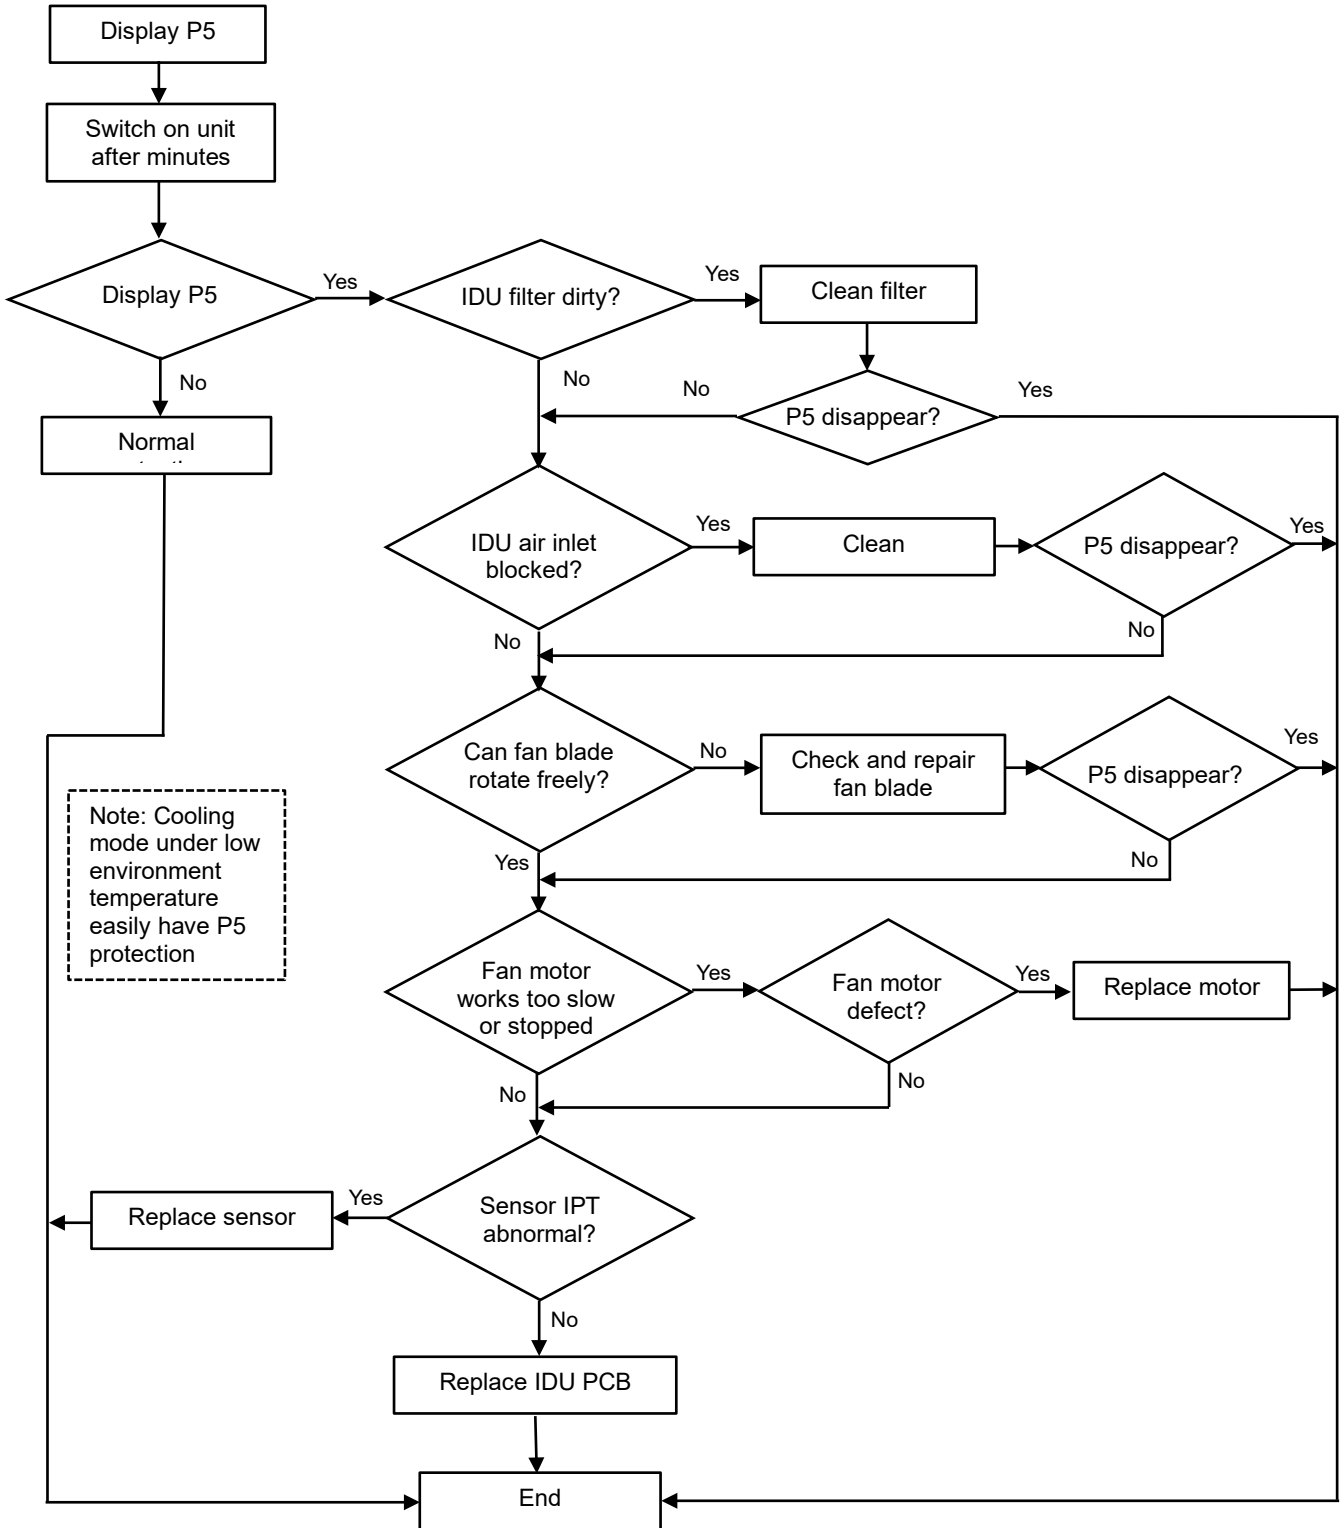 Display P5
Switch on unit
after minutes
Display P5
Yes
IDU filter dirty?
Yes
Clean filter
No
No
No
P5 disappear?
Yes
Normal
IDU air inlet
blocked?
Yes
Clean
P5 disappear?
Yes
No
No
Can fan blade
rotate freely?
No
Check and repair
fan blade
P5 disappear?
Yes
Note: Cooling
mode under low
environment
temperature
easily have P5
protection
Yes
No
Fan motor
works too slow
or stopped
Yes
Fan motor
defect?
Yes
Replace motor
No
No
Replace sensor
Yes
Sensor IPT
abnormal?
No
Replace IDU PCB
End